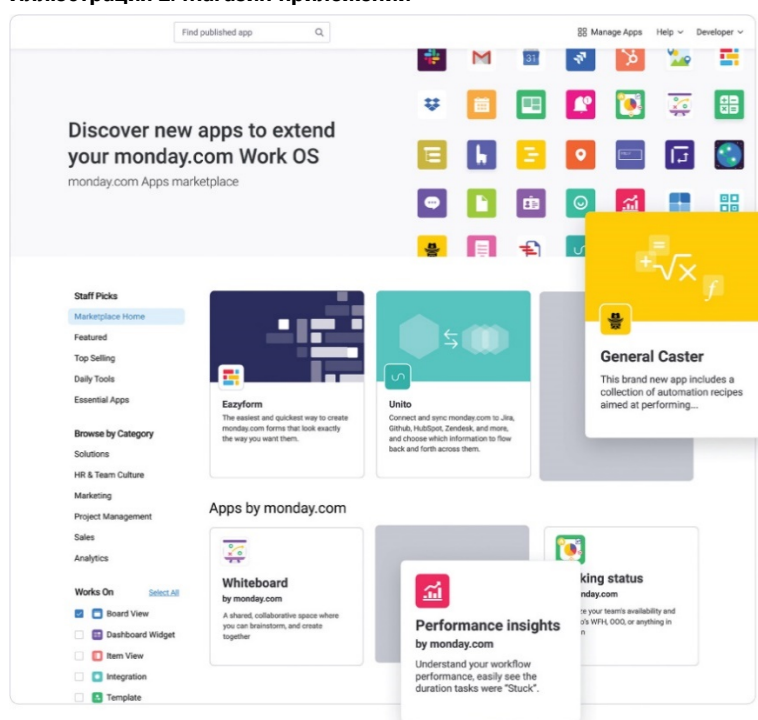 Find published app
Manage Apps
Help
Developer
31
Discover new apps to extend
your monday.com Work OS
monday.com Apps marketplace
Staff Picks
Marketplace Home
Featured
Top Selling
Daily Tools
Essential Apps
Browse by Category
Solutions
HR & Team Culture
Marketing
Project Management
Sales
Analytics
Works On
Select All
Board View
Dashboard Widget
Item View
Integration
Template
Eazyform
The easiest and quickest way to create
monday.com forms that look exactly
the way you want them.
Unito
Connect and sync monday.com to Jira,
Github, HubSpot, Zendesk, and more,
and choose which information to flow
back and forth across them.
+ = √x f
General Caster
This brand new app includes a
collection of automation recipes
aimed at performing...
Apps by monday.com
Whiteboard
by monday.com
A shared, collaborative space where
you can brainstorm, and create
together
Performance insights
by monday.com
Understand your workflow
performance, easily see the
duration tasks were “Stuck”.
king status
nday.com
e your team's availability and
o's WFH, OOO, or anything in
n